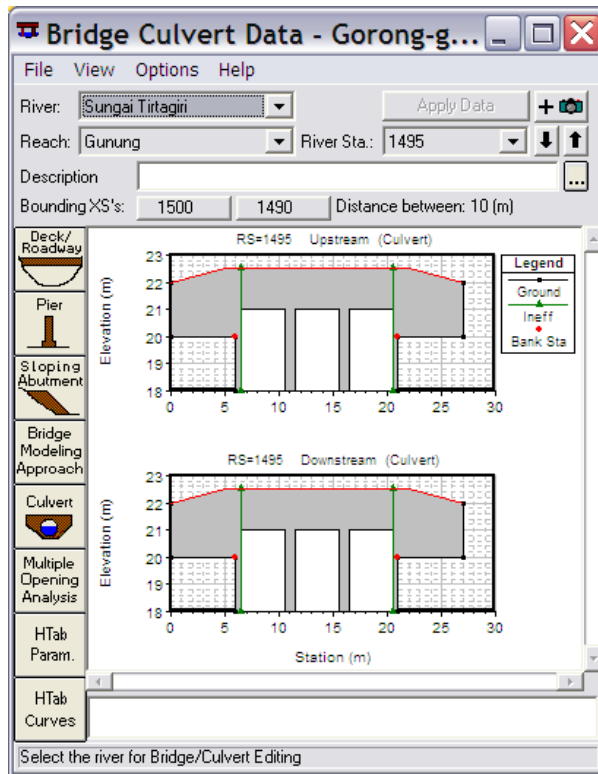 Bridge Culvert Data - Gorong-g...
File View Options Help
River: Sungai Tirtagiri Apply Data +
Reach: Gunung River Sta.: 1495
Description ...
Bounding XS's: 1500 1490 Distance between: 10 (m)
Deck/
Roadway
Pier
Sloping
Abutment
Bridge
Modeling
Approach
Culvert
Multiple
Opening
Analysis
HTab
Param.
HTab
Curves
RS=1495 Upstream (Culvert)
Elevation (m)
23
22
21
20
19
18
0 5 10 15 20 25 30
Legend
Ground
Ineff
Bank Sta
RS=1495 Downstream (Culvert)
Elevation (m)
23
22
21
20
19
18
0 5 10 15 20 25 30
Station (m)
Select the river for Bridge/Culvert Editing